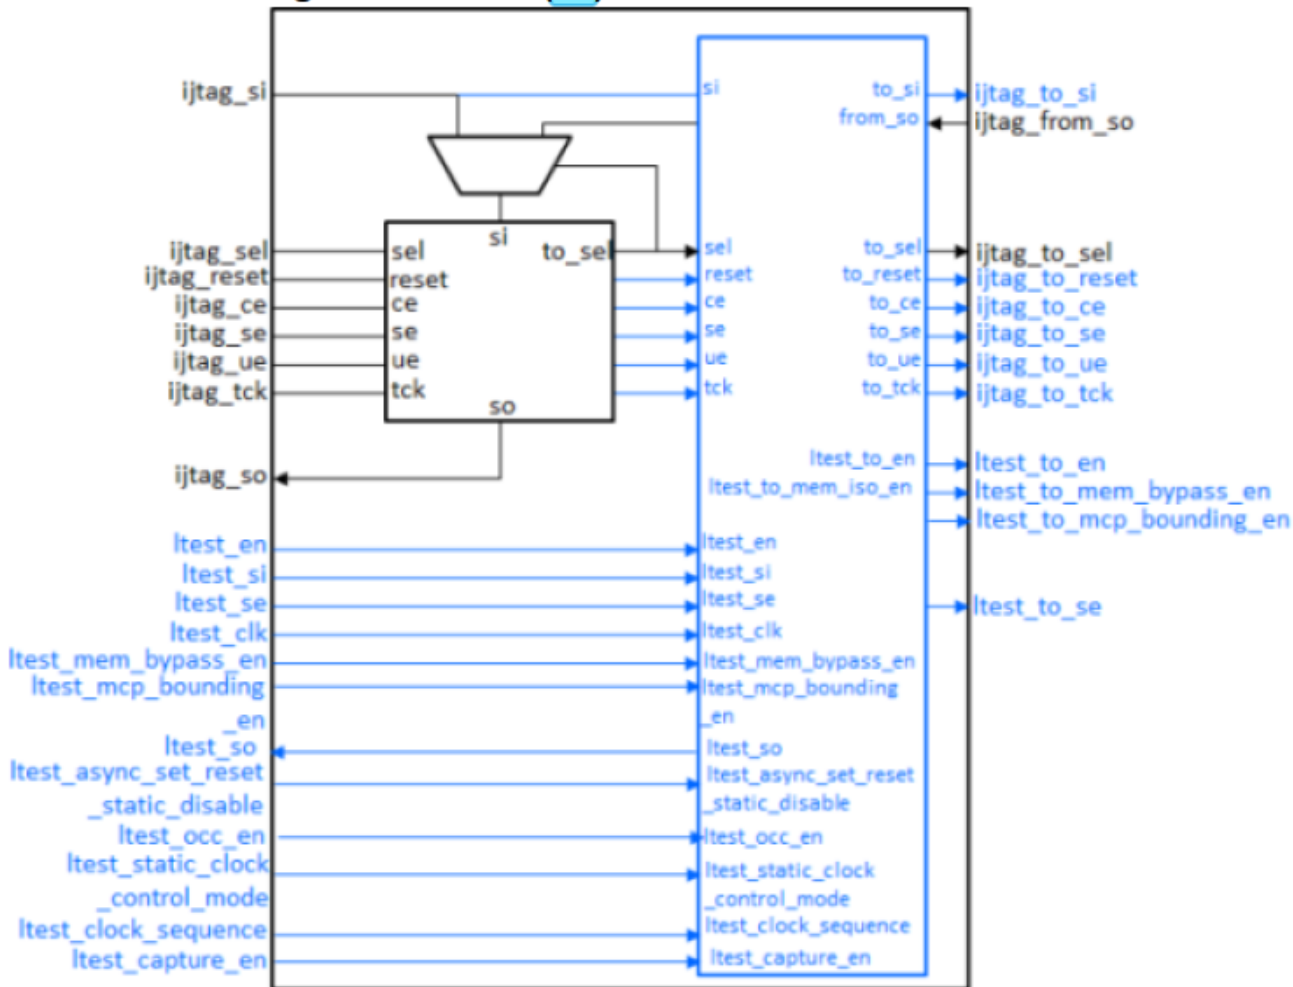 ijtag_si
si
to_si
ijtag_to_si
from_so
ijtag_from_so
ijtag_sel
sel
si
to_sel
sel
to_sel
ijtag_to_sel
ijtag_reset
reset
reset
to_reset
ijtag_to_reset
ijtag_ce
ce
ce
to_ce
ijtag_to_ce
ijtag_se
se
se
to_se
ijtag_to_se
ijtag_ue
ue
ue
to_ue
ijtag_to_ue
ijtag_tck
tck
tck
to_tck
ijtag_to_tck
so
ijtag_so
ltest_to_en
ltest_to_en
ltest_to_mem_iso_en
ltest_to_mem_bypass_en
ltest_to_mcp_bounding_en
ltest_en
ltest_en
ltest_si
ltest_si
ltest_se
ltest_se
ltest_to_se
ltest_clk
ltest_clk
ltest_mem_bypass_en
ltest_mem_bypass_en
ltest_mcp_bounding
_en
ltest_mcp_bounding
_en
ltest_so
ltest_so
ltest_async_set_reset
_static_disable
ltest_async_set_reset
_static_disable
ltest_occ_en
ltest_occ_en
ltest_static_clock
_control_mode
ltest_static_clock
_control_mode
ltest_clock_sequence
ltest_clock_sequence
ltest_capture_en
ltest_capture_en